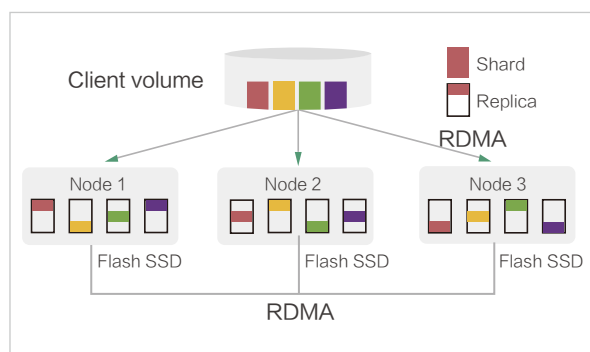 Client volume
Shard
Replica
RDMA
Node 1
Node 2
Node 3
Flash SSD
Flash SSD
Flash SSD
RDMA